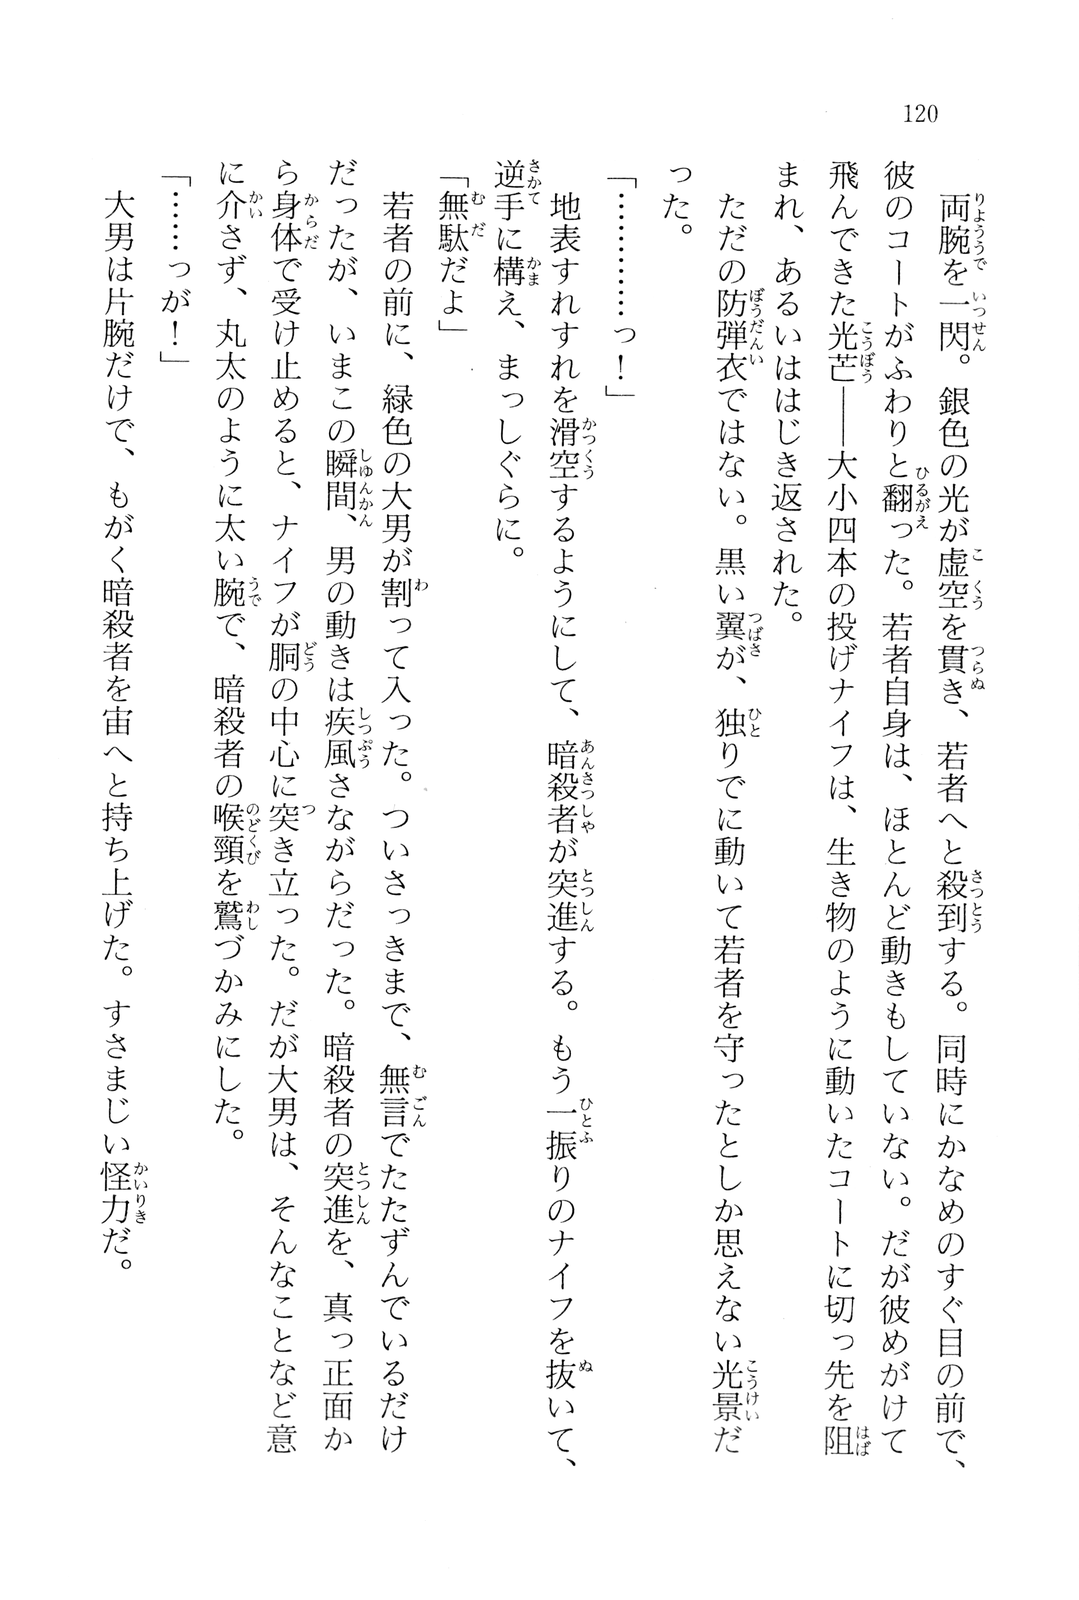 120
両腕を一閃。銀色の光が虚空を貫き、若者へと殺到する。同時にかなめのすぐ目の前で、
彼のコートがふわりと翻った。若者自身は、ほとんど動きもしていない。だが彼めがけて
飛んできた光芒――大小四本の投げナイフは、生き物のように動いたコートに切っ先を阻
まれ、あるいははじき返された。
ただの防弾衣ではない。黒い翼が、独りでに動いて若者を守ったとしか思えない光景だ
った。
「…………っ！」
地表すれすれを滑空するようにして、暗殺者が突進する。もう一振りのナイフを抜いて、
逆手に構え、まっしぐらに。
「無駄だよ」
若者の前に、緑色の大男が割って入った。ついさっきまで、無言でたたずんでいるだけ
だったが、いまこの瞬間、男の動きは疾風さながらだった。暗殺者の突進を、真っ正面か
ら身体で受け止めると、ナイフが胴の中心に突き立った。だが大男は、そんなことなど意
に介さず、丸太のように太い腕で、暗殺者の喉頸を鷲づかみにした。
「……っが！」
大男は片腕だけで、もがく暗殺者を宙へと持ち上げた。すさまじい怪力だ。